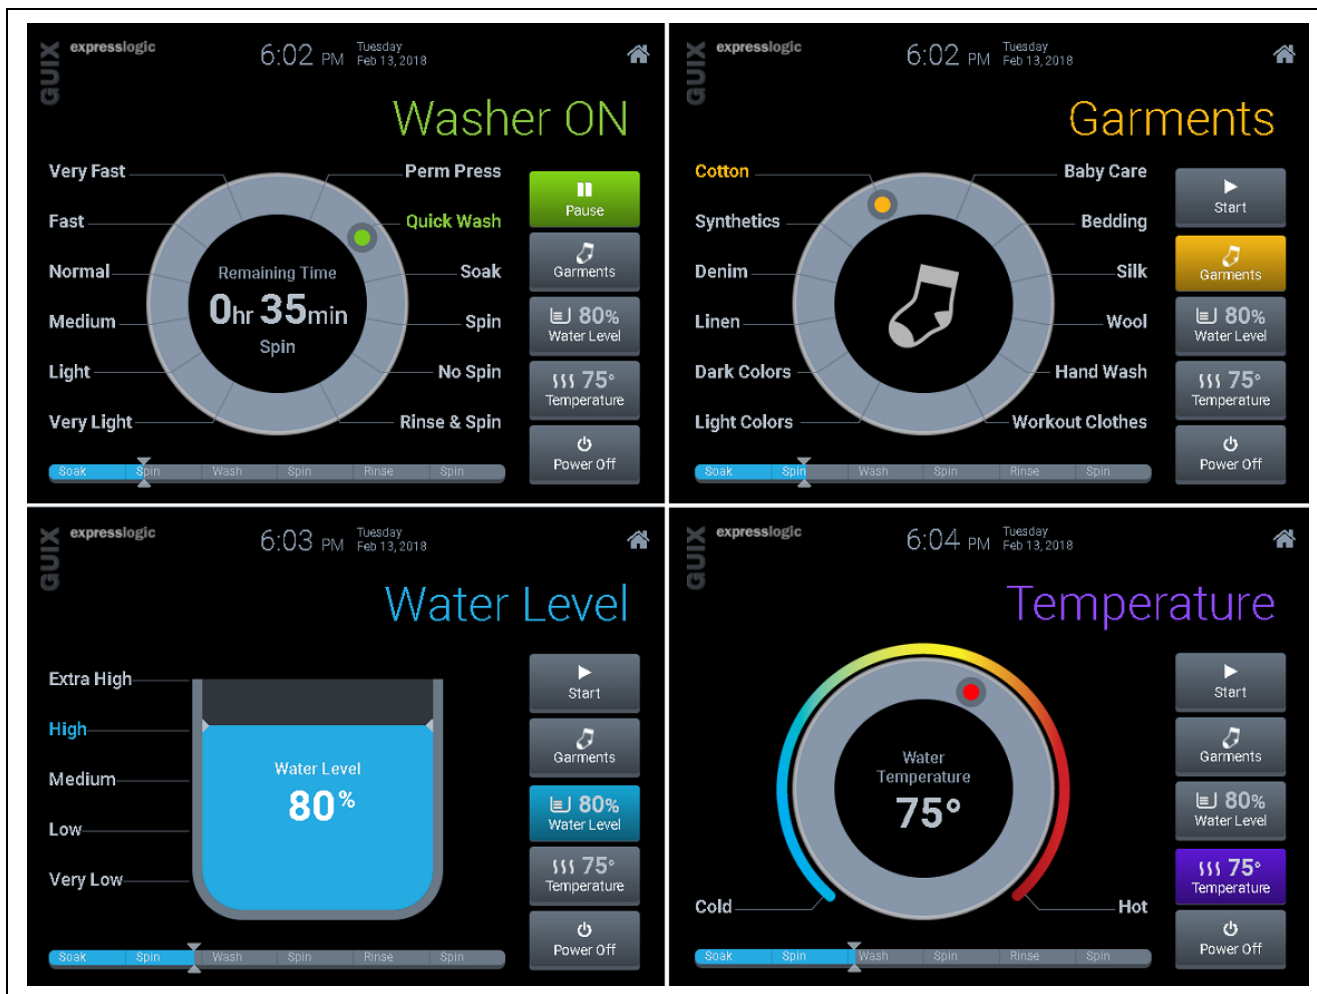 GUIX
expresslogic
6:02 PM
Tuesday
Feb 13, 2018
Washer ON
Very Fast
Fast
Normal
Medium
Light
Very Light
Perm Press
Quick Wash
Soak
Spin
No Spin
Rinse & Spin
Remaining Time
0hr 35min
Spin
Pause
Garments
80%
Water Level
75°
Temperature
Power Off
Soak Spin Wash Spin Rinse Spin
GUIX
expresslogic
6:02 PM
Tuesday
Feb 13, 2018
Garments
Cotton
Synthetics
Denim
Linen
Dark Colors
Light Colors
Baby Care
Bedding
Silk
Wool
Hand Wash
Workout Clothes
Start
Garments
80%
Water Level
75°
Temperature
Power Off
Soak Spin Wash Spin Rinse Spin
GUIX
expresslogic
6:03 PM
Tuesday
Feb 13, 2018
Water Level
Extra High
High
Medium
Low
Very Low
Water Level
80%
Start
Garments
80%
Water Level
75°
Temperature
Power Off
Soak Spin Wash Spin Rinse Spin
GUIX
expresslogic
6:04 PM
Tuesday
Feb 13, 2018
Temperature
Water
Temperature
75°
Cold
Hot
Start
Garments
80%
Water Level
75°
Temperature
Power Off
Soak Spin Wash Spin Rinse Spin